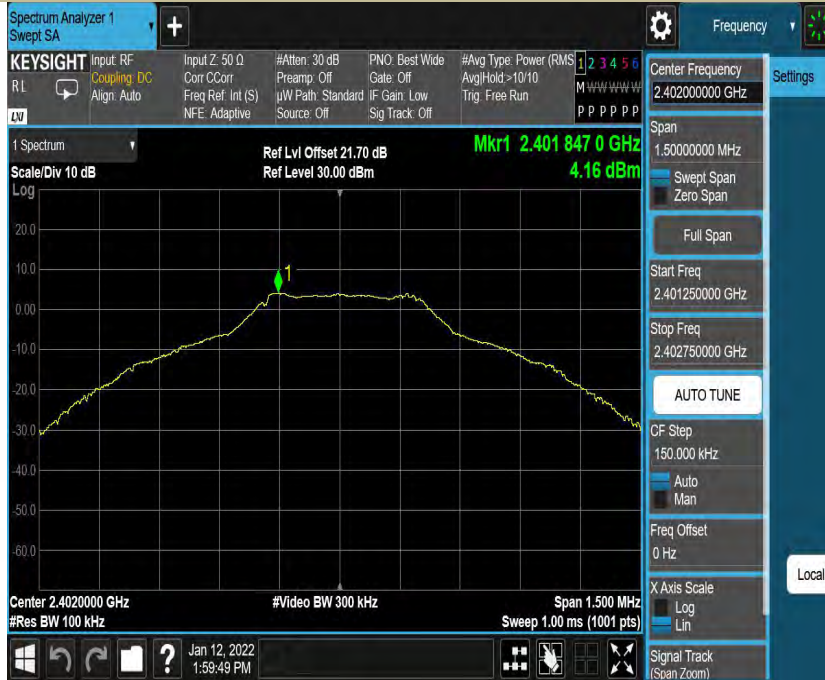 Spectrum Analyzer 1
Swept SA
+
Frequency
KEYSIGHT
RL
LXI
Input: RF
Coupling: DC
Align: Auto
Input Z: 50 Ω
Corr CCorr
Freq Ref: Int (S)
NFE: Adaptive
#Atten: 30 dB
Preamp: Off
µW Path: Standard
Source: Off
PNO: Best Wide
Gate: Off
IF Gain: Low
Sig Track: Off
#Avg Type: Power (RMS
Avg|Hold:>10/10
Trig: Free Run
1 2 3 4 5 6
M W W W W W
P P P P P P
1 Spectrum
Scale/Div 10 dB
Log
Ref Lvl Offset 21.70 dB
Ref Level 30.00 dBm
Mkr1 2.401 847 0 GHz
4.16 dBm
20.0
10.0
0.00
-10.0
-20.0
-30.0
-40.0
-50.0
-60.0
1
Center 2.4020000 GHz
#Res BW 100 kHz
#Video BW 300 kHz
Span 1.500 MHz
Sweep 1.00 ms (1001 pts)
Jan 12, 2022
1:59:49 PM
?
Center Frequency
2.402000000 GHz
Span
1.50000000 MHz
Swept Span
Zero Span
Full Span
Start Freq
2.401250000 GHz
Stop Freq
2.402750000 GHz
AUTO TUNE
CF Step
150.000 kHz
Auto
Man
Freq Offset
0 Hz
X Axis Scale
Log
Lin
Signal Track
(Span Zoom)
Settings
Local